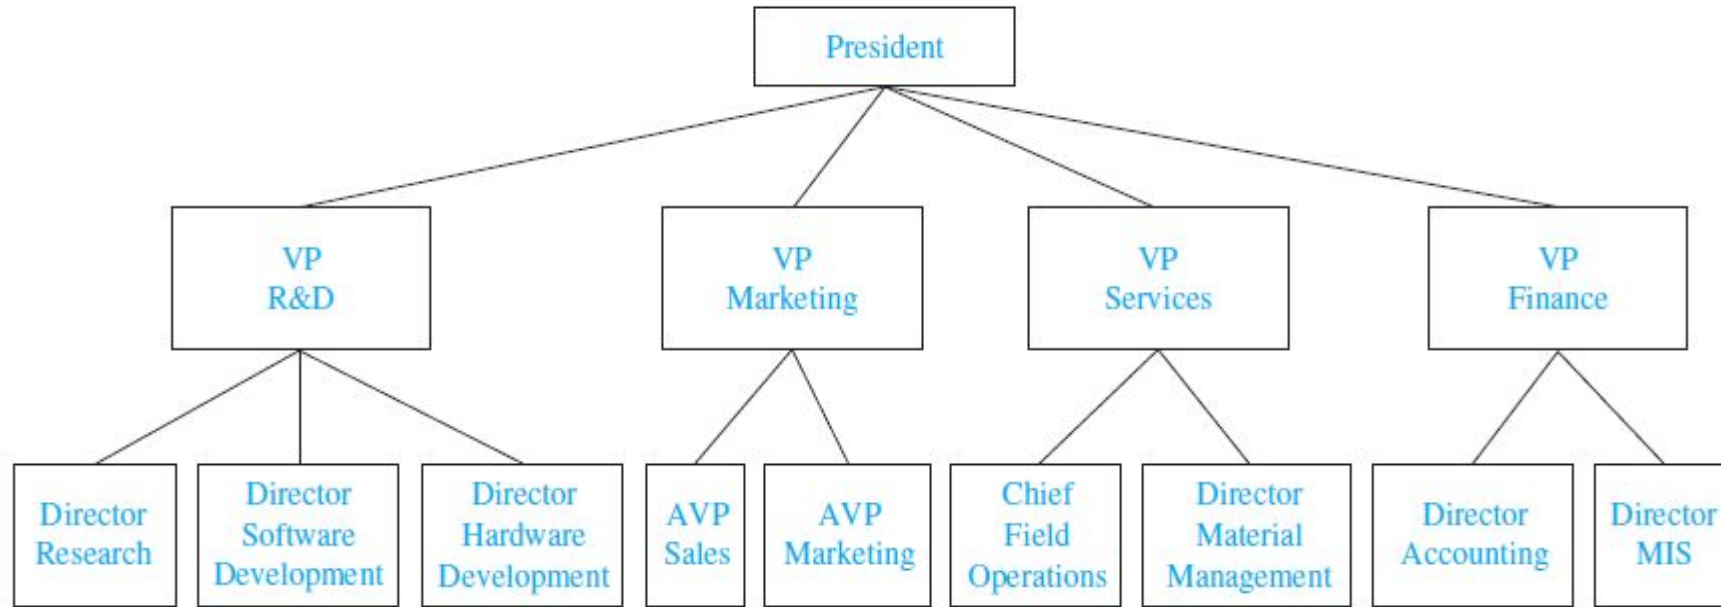 President
VP
R&D
VP
Marketing
VP
Services
VP
Finance
Director
Research
Director
Software
Development
Director
Hardware
Development
AVP
Sales
AVP
Marketing
Chief
Field
Operations
Director
Material
Management
Director
Accounting
Director
MIS